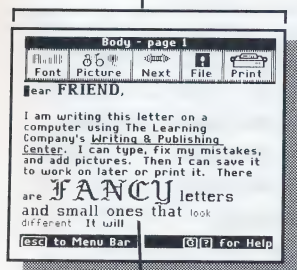 Body - page 1
Font Picture Next File Print
ear FRIEND,
I am writing this letter on a
computer using The Learning
Company's Writing & Publishing
Center. I can type, fix my mistakes,
and add pictures. Then I can save it
to work on later or print it. There
are FANCY letters
and small ones that look
different It will
esc to Menu Bar ? for Help